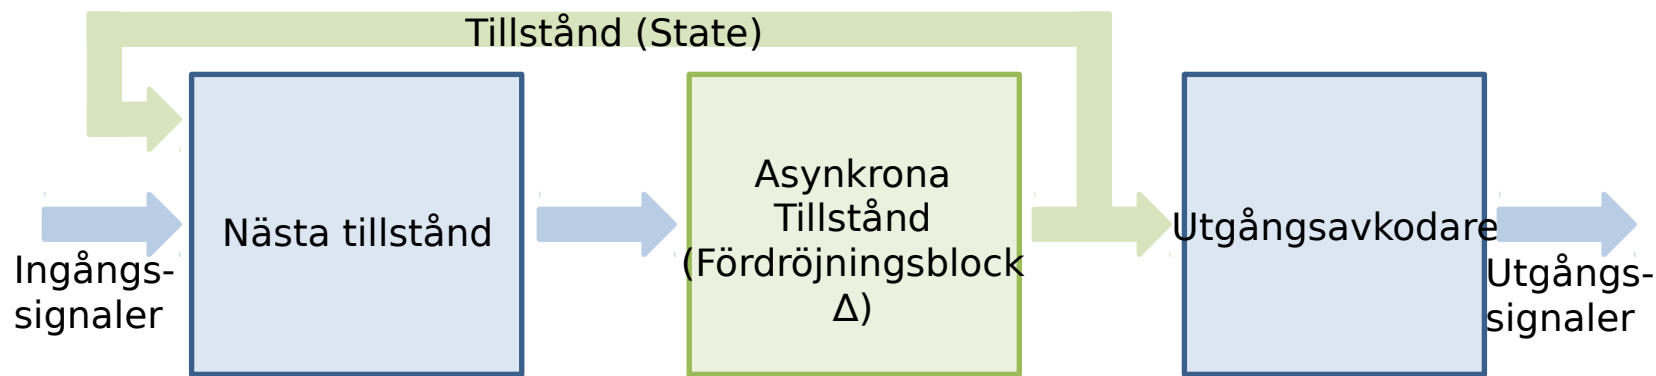 Tillstånd (State)
Nästa tillstånd
Asynkrona
Tillstånd
(Fördröjningsblock
Δ)
Utgångsavkodare
Ingångs-
signaler
Utgångs-
signaler